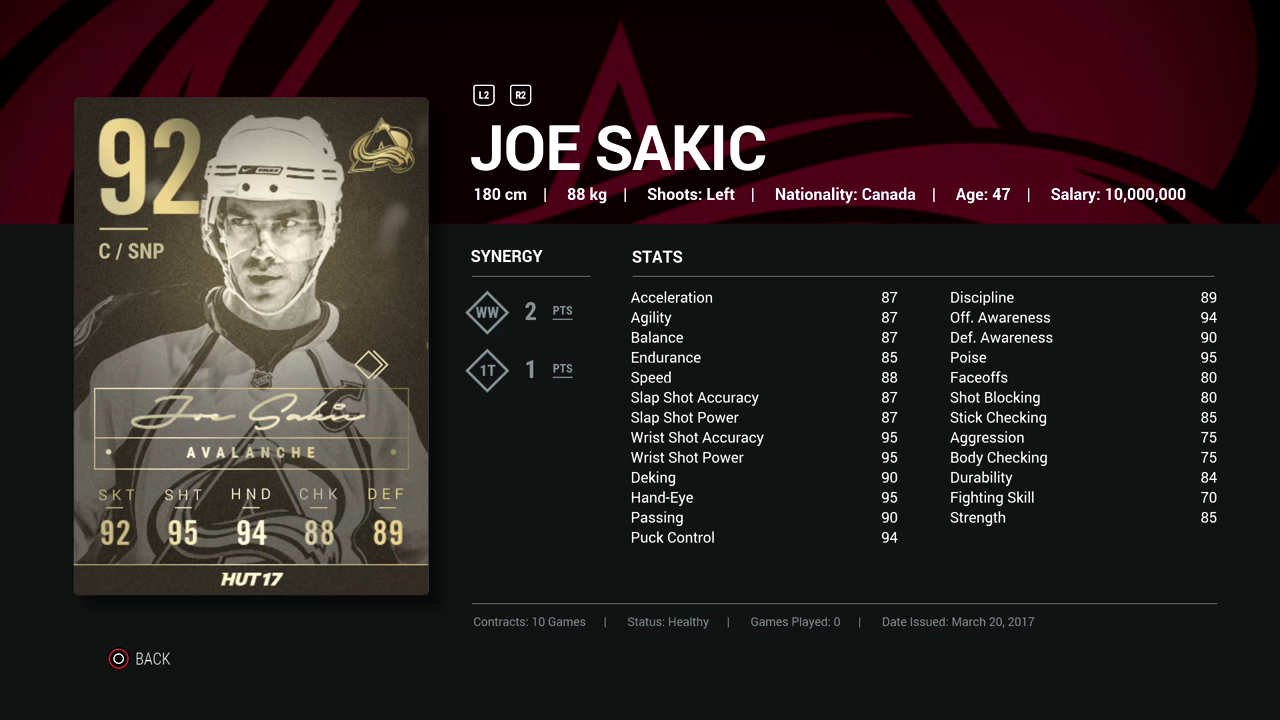 L2 R2
JOE SAKIC
180 cm | 88 kg | Shoots: Left | Nationality: Canada | Age: 47 | Salary: 10,000,000
92
C / SNP
Joe Sakic
AVALANCHE
SKT SHT HND CHK DEF
92 95 94 88 89
HUT 17
SYNERGY
WW 2 PTS
1T 1 PTS
STATS
Acceleration 87
Agility 87
Balance 87
Endurance 85
Speed 88
Slap Shot Accuracy 87
Slap Shot Power 87
Wrist Shot Accuracy 95
Wrist Shot Power 95
Deking 90
Hand-Eye 95
Passing 90
Puck Control 94
Discipline 89
Off. Awareness 94
Def. Awareness 90
Poise 95
Faceoffs 80
Shot Blocking 80
Stick Checking 85
Aggression 75
Body Checking 75
Durability 84
Fighting Skill 70
Strength 85
Contracts: 10 Games | Status: Healthy | Games Played: 0 | Date Issued: March 20, 2017
BACK